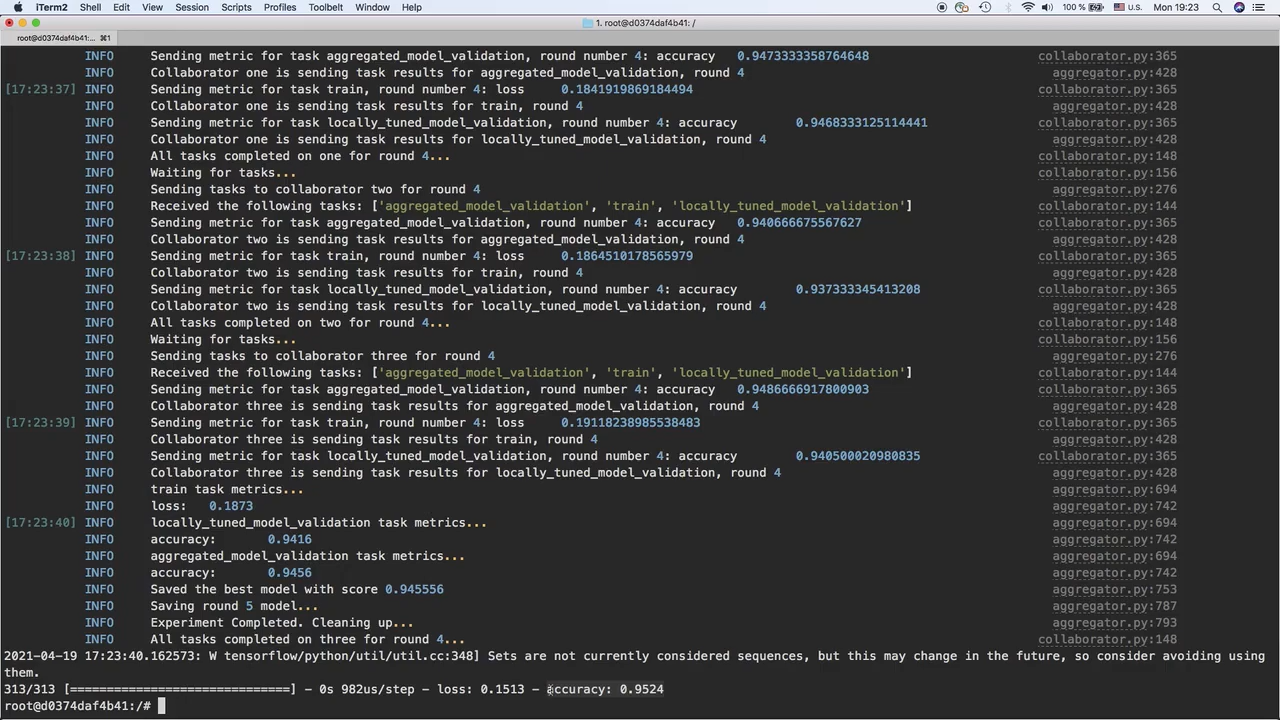 iTerm2 Shell Edit View Session Scripts Profiles Toolbelt Window Help 100 % U.S. Mon 19:23
1. root@d0374daf4b41: /
root@d0374daf4b41:... ⌘1
INFO Sending metric for task aggregated_model_validation, round number 4: accuracy 0.9473333358764648 collaborator.py:365
INFO Collaborator one is sending task results for aggregated_model_validation, round 4 aggregator.py:428
[17:23:37] INFO Sending metric for task train, round number 4: loss 0.1841919869184494 collaborator.py:365
INFO Collaborator one is sending task results for train, round 4 aggregator.py:428
INFO Sending metric for task locally_tuned_model_validation, round number 4: accuracy 0.9468333125114441 collaborator.py:365
INFO Collaborator one is sending task results for locally_tuned_model_validation, round 4 aggregator.py:428
INFO All tasks completed on one for round 4... collaborator.py:148
INFO Waiting for tasks... collaborator.py:156
INFO Sending tasks to collaborator two for round 4 aggregator.py:276
INFO Received the following tasks: ['aggregated_model_validation', 'train', 'locally_tuned_model_validation'] collaborator.py:144
INFO Sending metric for task aggregated_model_validation, round number 4: accuracy 0.940666675567627 collaborator.py:365
INFO Collaborator two is sending task results for aggregated_model_validation, round 4 aggregator.py:428
[17:23:38] INFO Sending metric for task train, round number 4: loss 0.1864510178565979 collaborator.py:365
INFO Collaborator two is sending task results for train, round 4 aggregator.py:428
INFO Sending metric for task locally_tuned_model_validation, round number 4: accuracy 0.937333345413208 collaborator.py:365
INFO Collaborator two is sending task results for locally_tuned_model_validation, round 4 aggregator.py:428
INFO All tasks completed on two for round 4... collaborator.py:148
INFO Waiting for tasks... collaborator.py:156
INFO Sending tasks to collaborator three for round 4 aggregator.py:276
INFO Received the following tasks: ['aggregated_model_validation', 'train', 'locally_tuned_model_validation'] collaborator.py:144
INFO Sending metric for task aggregated_model_validation, round number 4: accuracy 0.9486666917800903 collaborator.py:365
INFO Collaborator three is sending task results for aggregated_model_validation, round 4 aggregator.py:428
[17:23:39] INFO Sending metric for task train, round number 4: loss 0.19118238985538483 collaborator.py:365
INFO Collaborator three is sending task results for train, round 4 aggregator.py:428
INFO Sending metric for task locally_tuned_model_validation, round number 4: accuracy 0.940500020980835 collaborator.py:365
INFO Collaborator three is sending task results for locally_tuned_model_validation, round 4 aggregator.py:428
INFO train task metrics... aggregator.py:694
INFO loss: 0.1873 aggregator.py:742
[17:23:40] INFO locally_tuned_model_validation task metrics... aggregator.py:694
INFO accuracy: 0.9416 aggregator.py:742
INFO aggregated_model_validation task metrics... aggregator.py:694
INFO accuracy: 0.9456 aggregator.py:742
INFO Saved the best model with score 0.945556 aggregator.py:753
INFO Saving round 5 model... aggregator.py:787
INFO Experiment Completed. Cleaning up... aggregator.py:793
INFO All tasks completed on three for round 4... collaborator.py:148
2021-04-19 17:23:40.162573: W tensorflow/python/util/util.cc:348] Sets are not currently considered sequences, but this may change in the future, so consider avoiding using
them.
313/313 [==============================] - 0s 982us/step - loss: 0.1513 - accuracy: 0.9524
root@d0374daf4b41:/#